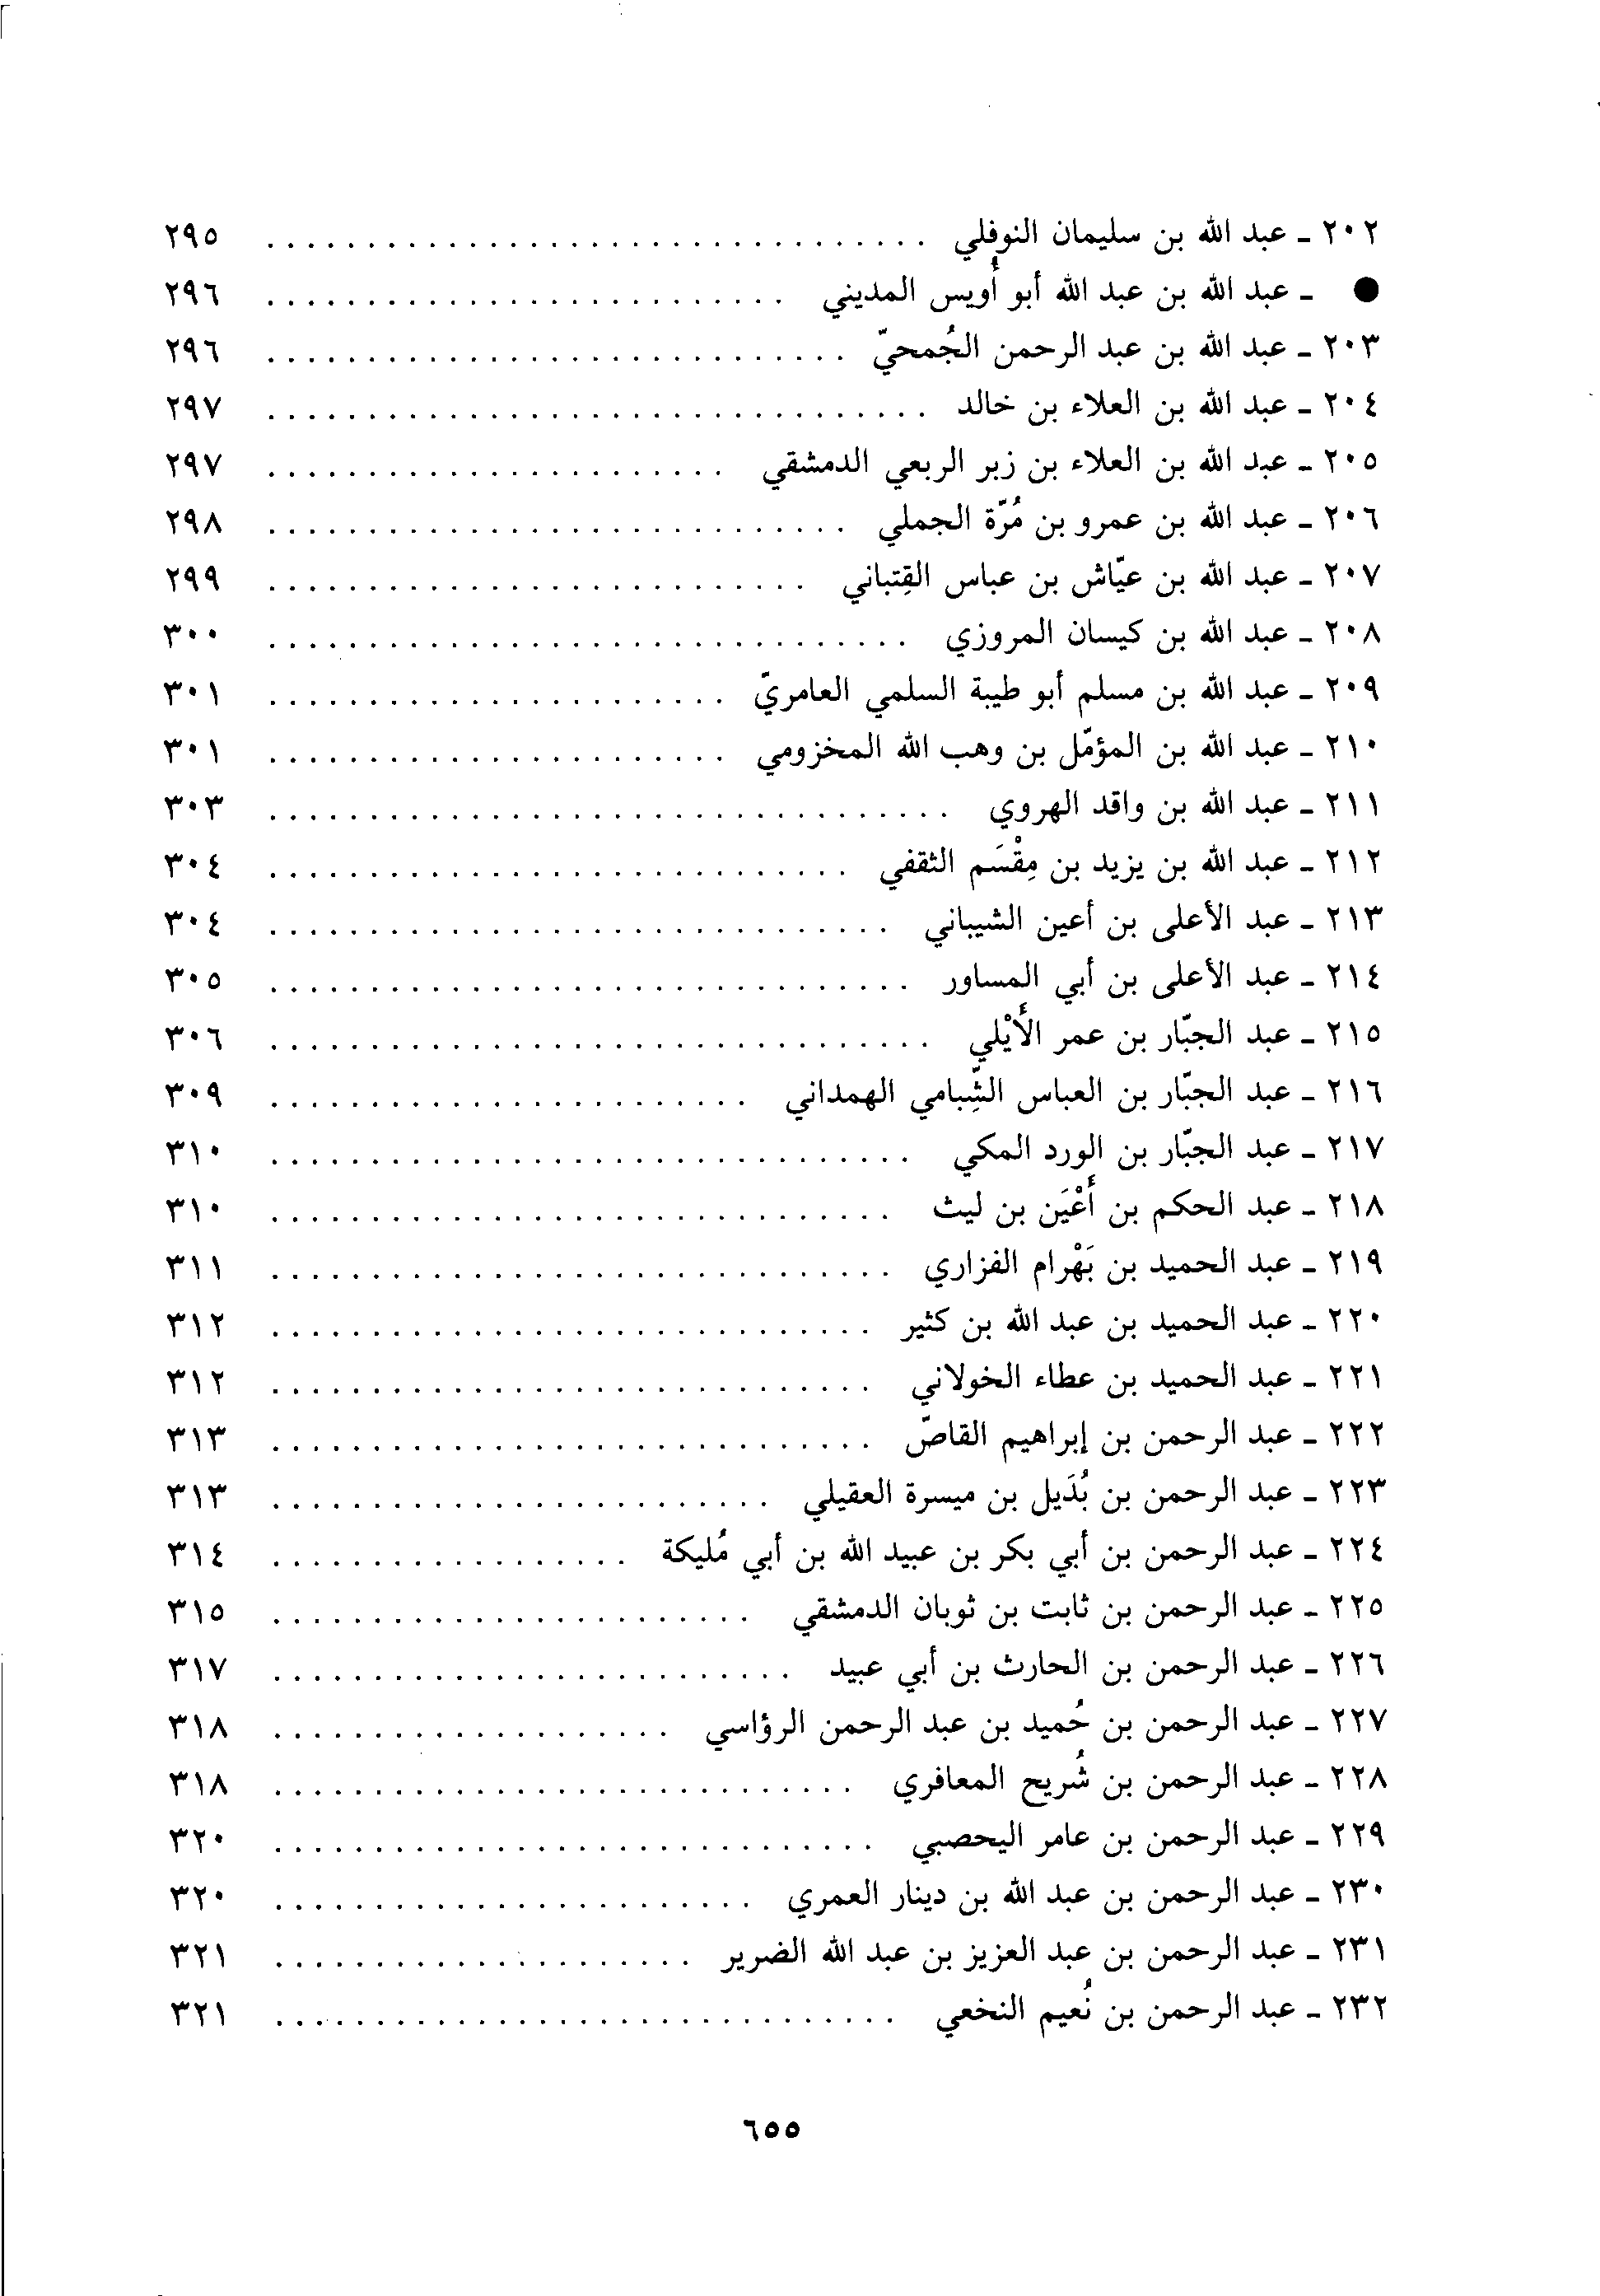 ٢٠٢ - عبد الله بن سليمان النوفلي . . . . . . . . . . . . . . . . . . . . ٢٩٥
● - عبد الله بن عبد الله أبو أُويس المديني . . . . . . . . . . . . . . . . . . . . ٢٩٦
٢٠٣ - عبد الله بن عبد الرحمن الجُمحيّ . . . . . . . . . . . . . . . . . . . . ٢٩٦
٢٠٤ - عبد الله بن العلاء بن خالد . . . . . . . . . . . . . . . . . . . . ٢٩٧
٢٠٥ - عبد الله بن العلاء بن زبر الربعي الدمشقي . . . . . . . . . . . . . . . . . . . . ٢٩٧
٢٠٦ - عبد الله بن عمرو بن مُرّة الجملي . . . . . . . . . . . . . . . . . . . . ٢٩٨
٢٠٧ - عبد الله بن عيّاش بن عباس القِتباني . . . . . . . . . . . . . . . . . . . . ٢٩٩
٢٠٨ - عبد الله بن كيسان المروزي . . . . . . . . . . . . . . . . . . . . ٣٠٠
٢٠٩ - عبد الله بن مسلم أبو طيبة السلمي العامريّ . . . . . . . . . . . . . . . . . . . . ٣٠١
٢١٠ - عبد الله بن المؤمّل بن وهب الله المخزومي . . . . . . . . . . . . . . . . . . . . ٣٠١
٢١١ - عبد الله بن واقد الهروي . . . . . . . . . . . . . . . . . . . . ٣٠٣
٢١٢ - عبد الله بن يزيد بن مِقْسَم الثقفي . . . . . . . . . . . . . . . . . . . . ٣٠٤
٢١٣ - عبد الأعلى بن أعين الشيباني . . . . . . . . . . . . . . . . . . . . ٣٠٤
٢١٤ - عبد الأعلى بن أبي المساور . . . . . . . . . . . . . . . . . . . . ٣٠٥
٢١٥ - عبد الجبّار بن عمر الأَيْلي . . . . . . . . . . . . . . . . . . . . ٣٠٦
٢١٦ - عبد الجبّار بن العباس الشِّبامي الهمداني . . . . . . . . . . . . . . . . . . . . ٣٠٩
٢١٧ - عبد الجبّار بن الورد المكي . . . . . . . . . . . . . . . . . . . . ٣١٠
٢١٨ - عبد الحكم بن أَعْيَن بن ليث . . . . . . . . . . . . . . . . . . . . ٣١٠
٢١٩ - عبد الحميد بن بَهْرام الفزاري . . . . . . . . . . . . . . . . . . . . ٣١١
٢٢٠ - عبد الحميد بن عبد الله بن كثير . . . . . . . . . . . . . . . . . . . . ٣١٢
٢٢١ - عبد الحميد بن عطاء الخولاني . . . . . . . . . . . . . . . . . . . . ٣١٢
٢٢٢ - عبد الرحمن بن إبراهيم القاصّ . . . . . . . . . . . . . . . . . . . . ٣١٣
٢٢٣ - عبد الرحمن بن بُدَيل بن ميسرة العقيلي . . . . . . . . . . . . . . . . . . . . ٣١٣
٢٢٤ - عبد الرحمن بن أبي بكر بن عبيد الله بن أبي مُليكة . . . . . . . . . . . . . . . . . . ٣١٤
٢٢٥ - عبد الرحمن بن ثابت بن ثوبان الدمشقي . . . . . . . . . . . . . . . . . . . . ٣١٥
٢٢٦ - عبد الرحمن بن الحارث بن أبي عبيد . . . . . . . . . . . . . . . . . . . . ٣١٧
٢٢٧ - عبد الرحمن بن حُميد بن عبد الرحمن الرؤاسي . . . . . . . . . . . . . . . . . . . . ٣١٨
٢٢٨ - عبد الرحمن بن شُريح المعافري . . . . . . . . . . . . . . . . . . . . ٣١٨
٢٢٩ - عبد الرحمن بن عامر اليحصبي . . . . . . . . . . . . . . . . . . . . ٣٢٠
٢٣٠ - عبد الرحمن بن عبد الله بن دينار العمري . . . . . . . . . . . . . . . . . . . . ٣٢٠
٢٣١ - عبد الرحمن بن عبد العزيز بن عبد الله الضرير . . . . . . . . . . . . . . . . . . . . ٣٢١
٢٣٢ - عبد الرحمن بن نُعيم النخعي . . . . . . . . . . . . . . . . . . . . ٣٢١
٦٥٥